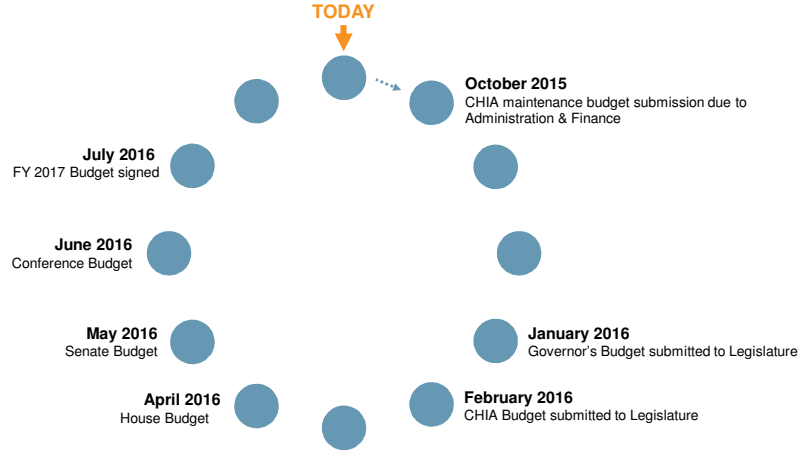 TODAY
October 2015
CHIA maintenance budget submission due to
Administration & Finance
January 2016
Governor's Budget submitted to Legislature
February 2016
CHIA Budget submitted to Legislature
April 2016
House Budget
May 2016
Senate Budget
June 2016
Conference Budget
July 2016
FY 2017 Budget signed